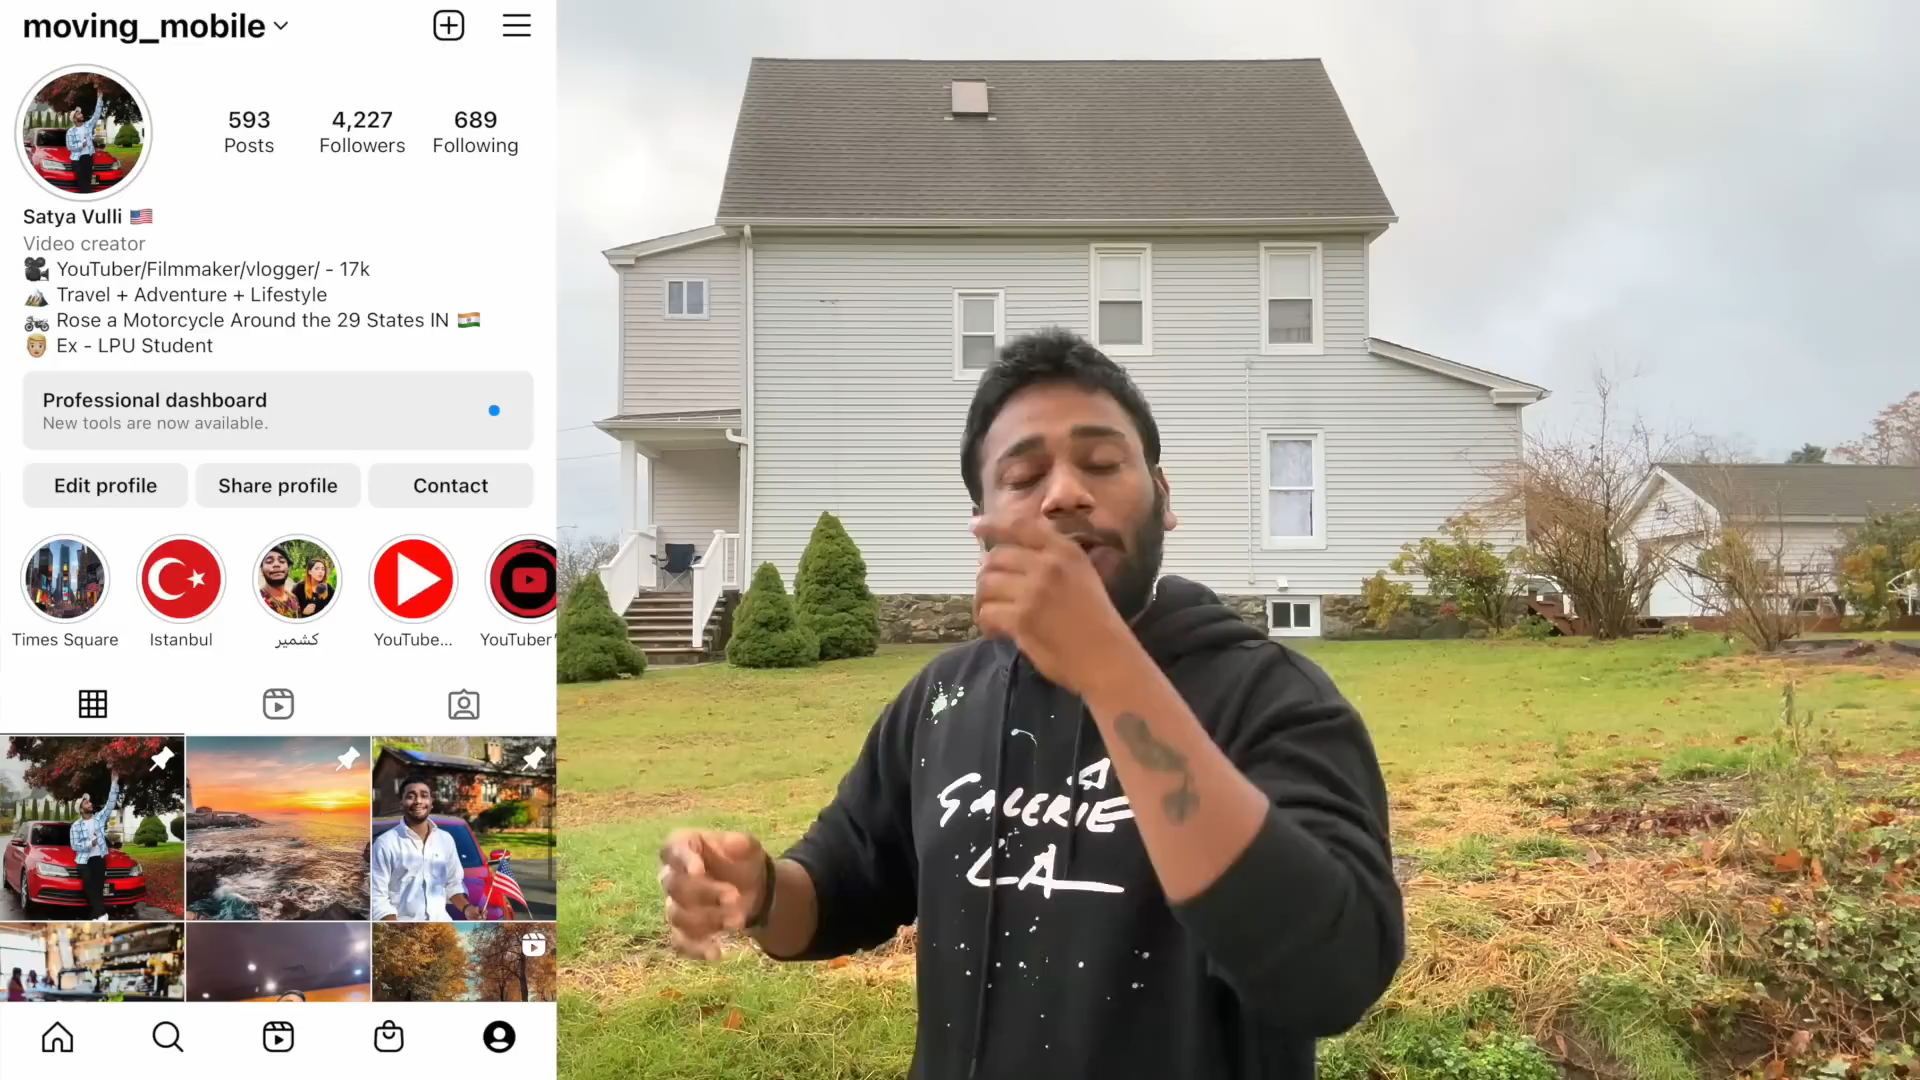 moving_mobile
593
Posts
4,227
Followers
689
Following
Satya Vulli 🇺🇸
Video creator
🎥 YouTuber/Filmmaker/vlogger/ - 17k
🏔️ Travel + Adventure + Lifestyle
🏍️ Rose a Motorcycle Around the 29 States IN 🇮🇳
👨🏼 Ex - LPU Student
Professional dashboard
New tools are now available.
Edit profile
Share profile
Contact
Times Square
Istanbul
کشمیر
YouTube...
YouTuber'
A
GALERIE
LA